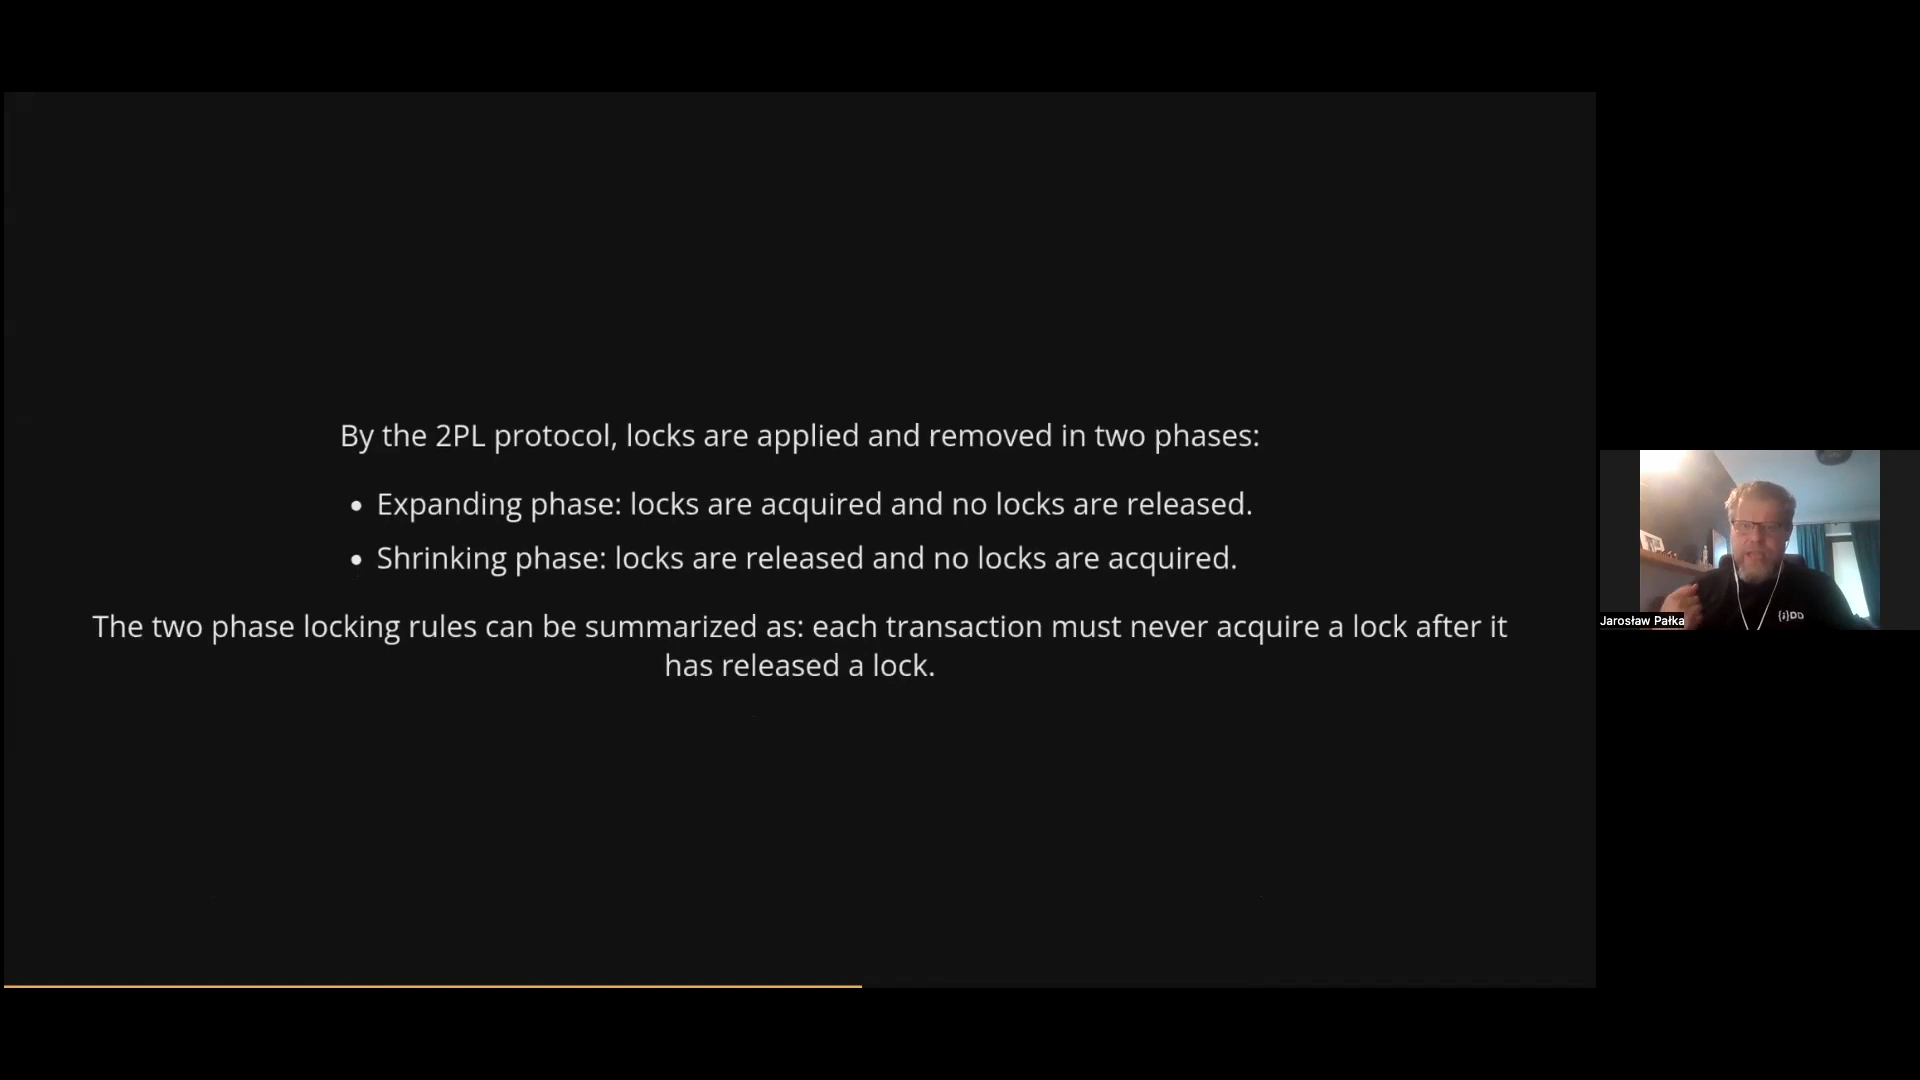 By the 2PL protocol, locks are applied and removed in two phases:
Expanding phase: locks are acquired and no locks are released.
Shrinking phase: locks are released and no locks are acquired.
The two phase locking rules can be summarized as: each transaction must never acquire a lock after it
has released a lock.
Jarosław Pałka
{j}DD